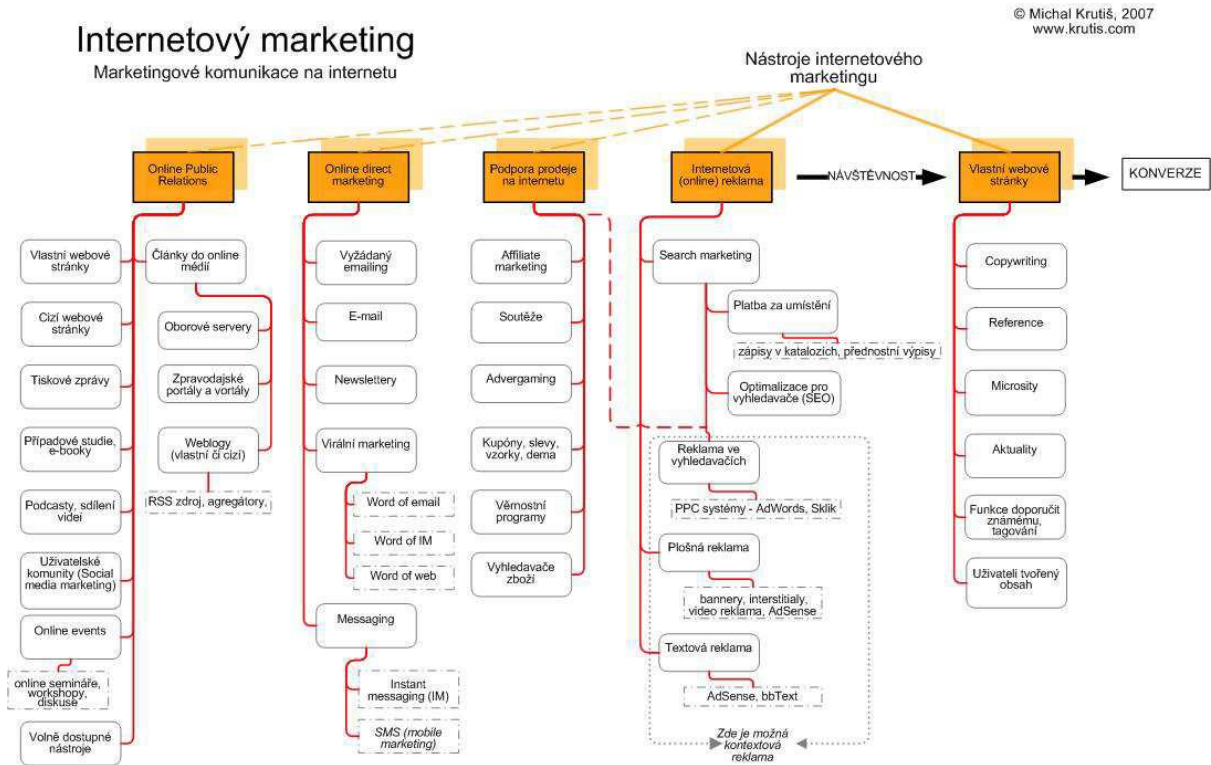 © Michal Krutiš, 2007
www.krutis.com
Internetový marketing
Marketingové komunikace na internetu
Nástroje internetového
marketingu
Online Public
Relations
Online direct
marketing
Podpora prodeje
na internetu
Internetová
(online) reklama
NÁVŠTĚVNOST
Vlastní webové
stránky
KONVERZE
Vlastní webové
stránky
Cizí webové
stránky
Tiskové zprávy
Případové studie,
e-booky
Podcasty, sdílení
videí
Uživatelské
komunity (Social
media marketing)
Online events
online semináře,
workshopy,
diskuse
Volně dostupné
nástroje
Články do online
médií
Oborové servery
Zpravodajské
portály a vortály
Weblogy
(vlastní či cizí)
RSS zdroj, agregátory,
Vyžádaný
emailing
E-mail
Newslettery
Virální marketing
Word of email
Word of IM
Word of web
Messaging
Instant
messaging (IM)
SMS (mobile
marketing)
Affiliate
marketing
Soutěže
Advergaming
Kupóny, slevy,
vzorky, dema
Věrnostní
programy
Vyhledavače
zboží
Search marketing
Platba za umístění
zápisy v katalozích, přednostní výpisy
Optimalizace pro
vyhledavače (SEO)
Reklama ve
vyhledavačích
PPC systémy - AdWords, Sklik
Plošná reklama
bannery, interstitialy,
video reklama, AdSense
Textová reklama
AdSense, bbText
Zde je možná
kontextová
reklama
Copywriting
Reference
Microsity
Aktuality
Funkce doporučit
známému,
tagování
Uživateli tvořený
obsah